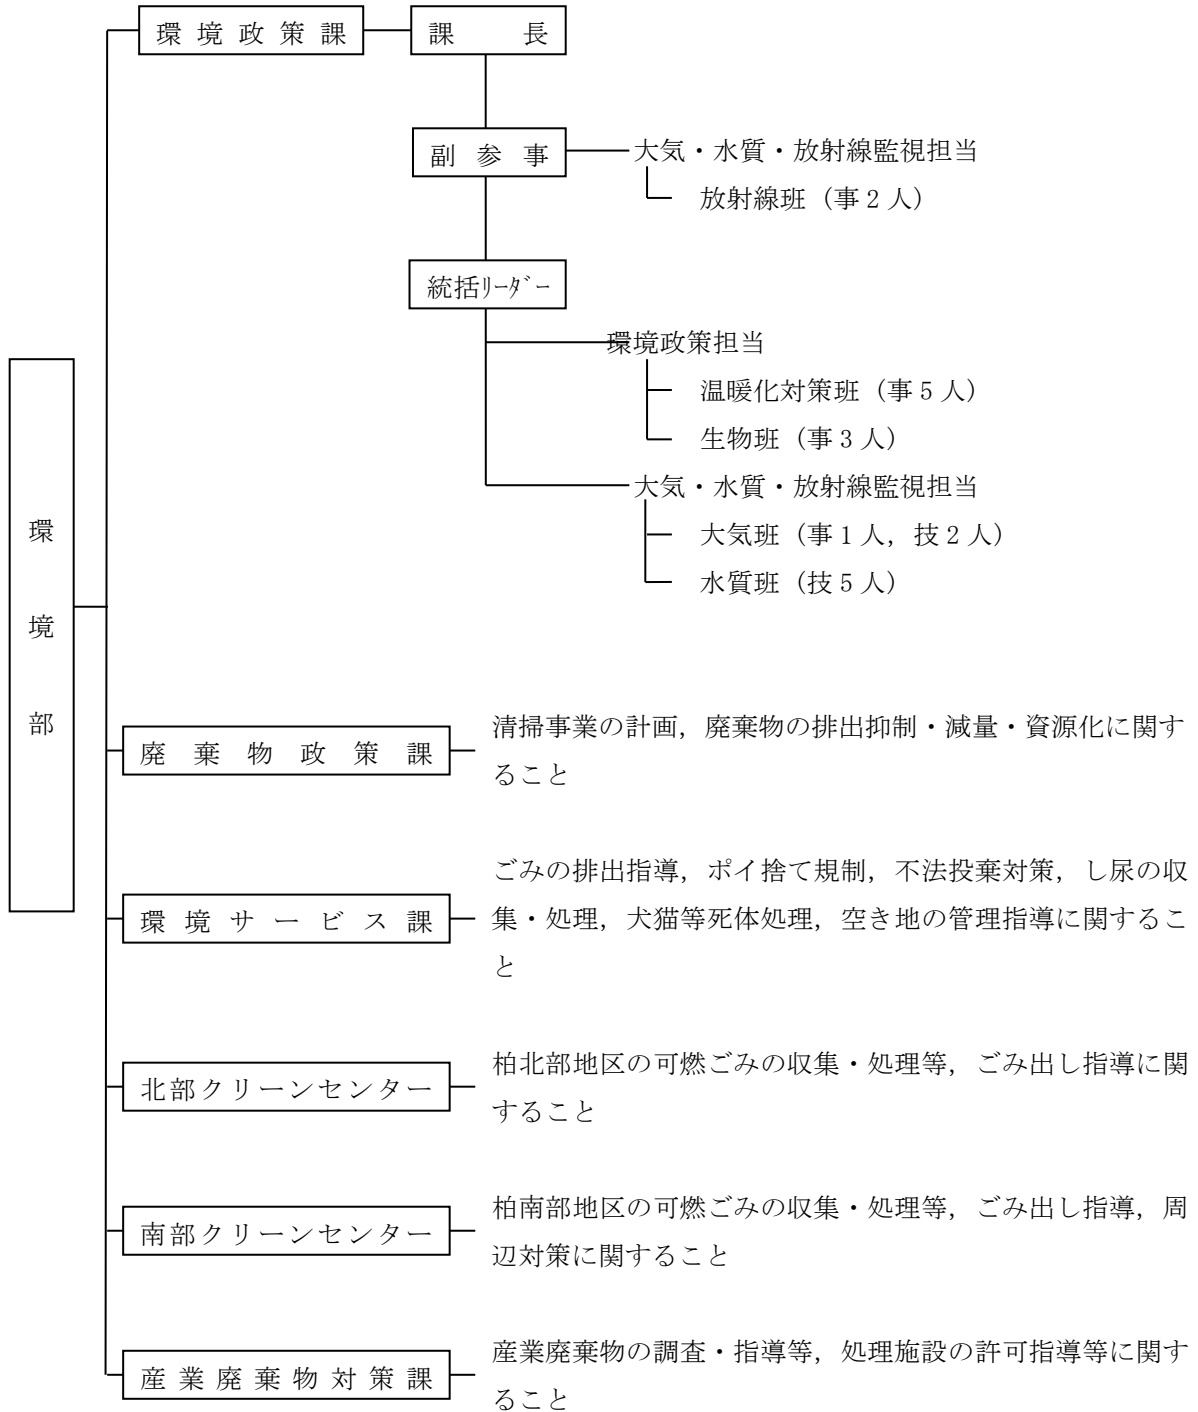 環境政策課
課長
副参事
大気・水質・放射線監視担当
放射線班（事2人）
統括ﾘｰﾀﾞｰ
環境政策担当
温暖化対策班（事5人）
生物班（事3人）
大気・水質・放射線監視担当
大気班（事1人，技2人）
水質班（技5人）
環境部
廃棄物政策課
清掃事業の計画，廃棄物の排出抑制・減量・資源化に関す
ること
環境サービス課
ごみの排出指導，ポイ捨て規制，不法投棄対策，し尿の収
集・処理，犬猫等死体処理，空き地の管理指導に関するこ
と
北部クリーンセンター
柏北部地区の可燃ごみの収集・処理等，ごみ出し指導に関
すること
南部クリーンセンター
柏南部地区の可燃ごみの収集・処理等，ごみ出し指導，周
辺対策に関すること
産業廃棄物対策課
産業廃棄物の調査・指導等，処理施設の許可指導等に関す
ること